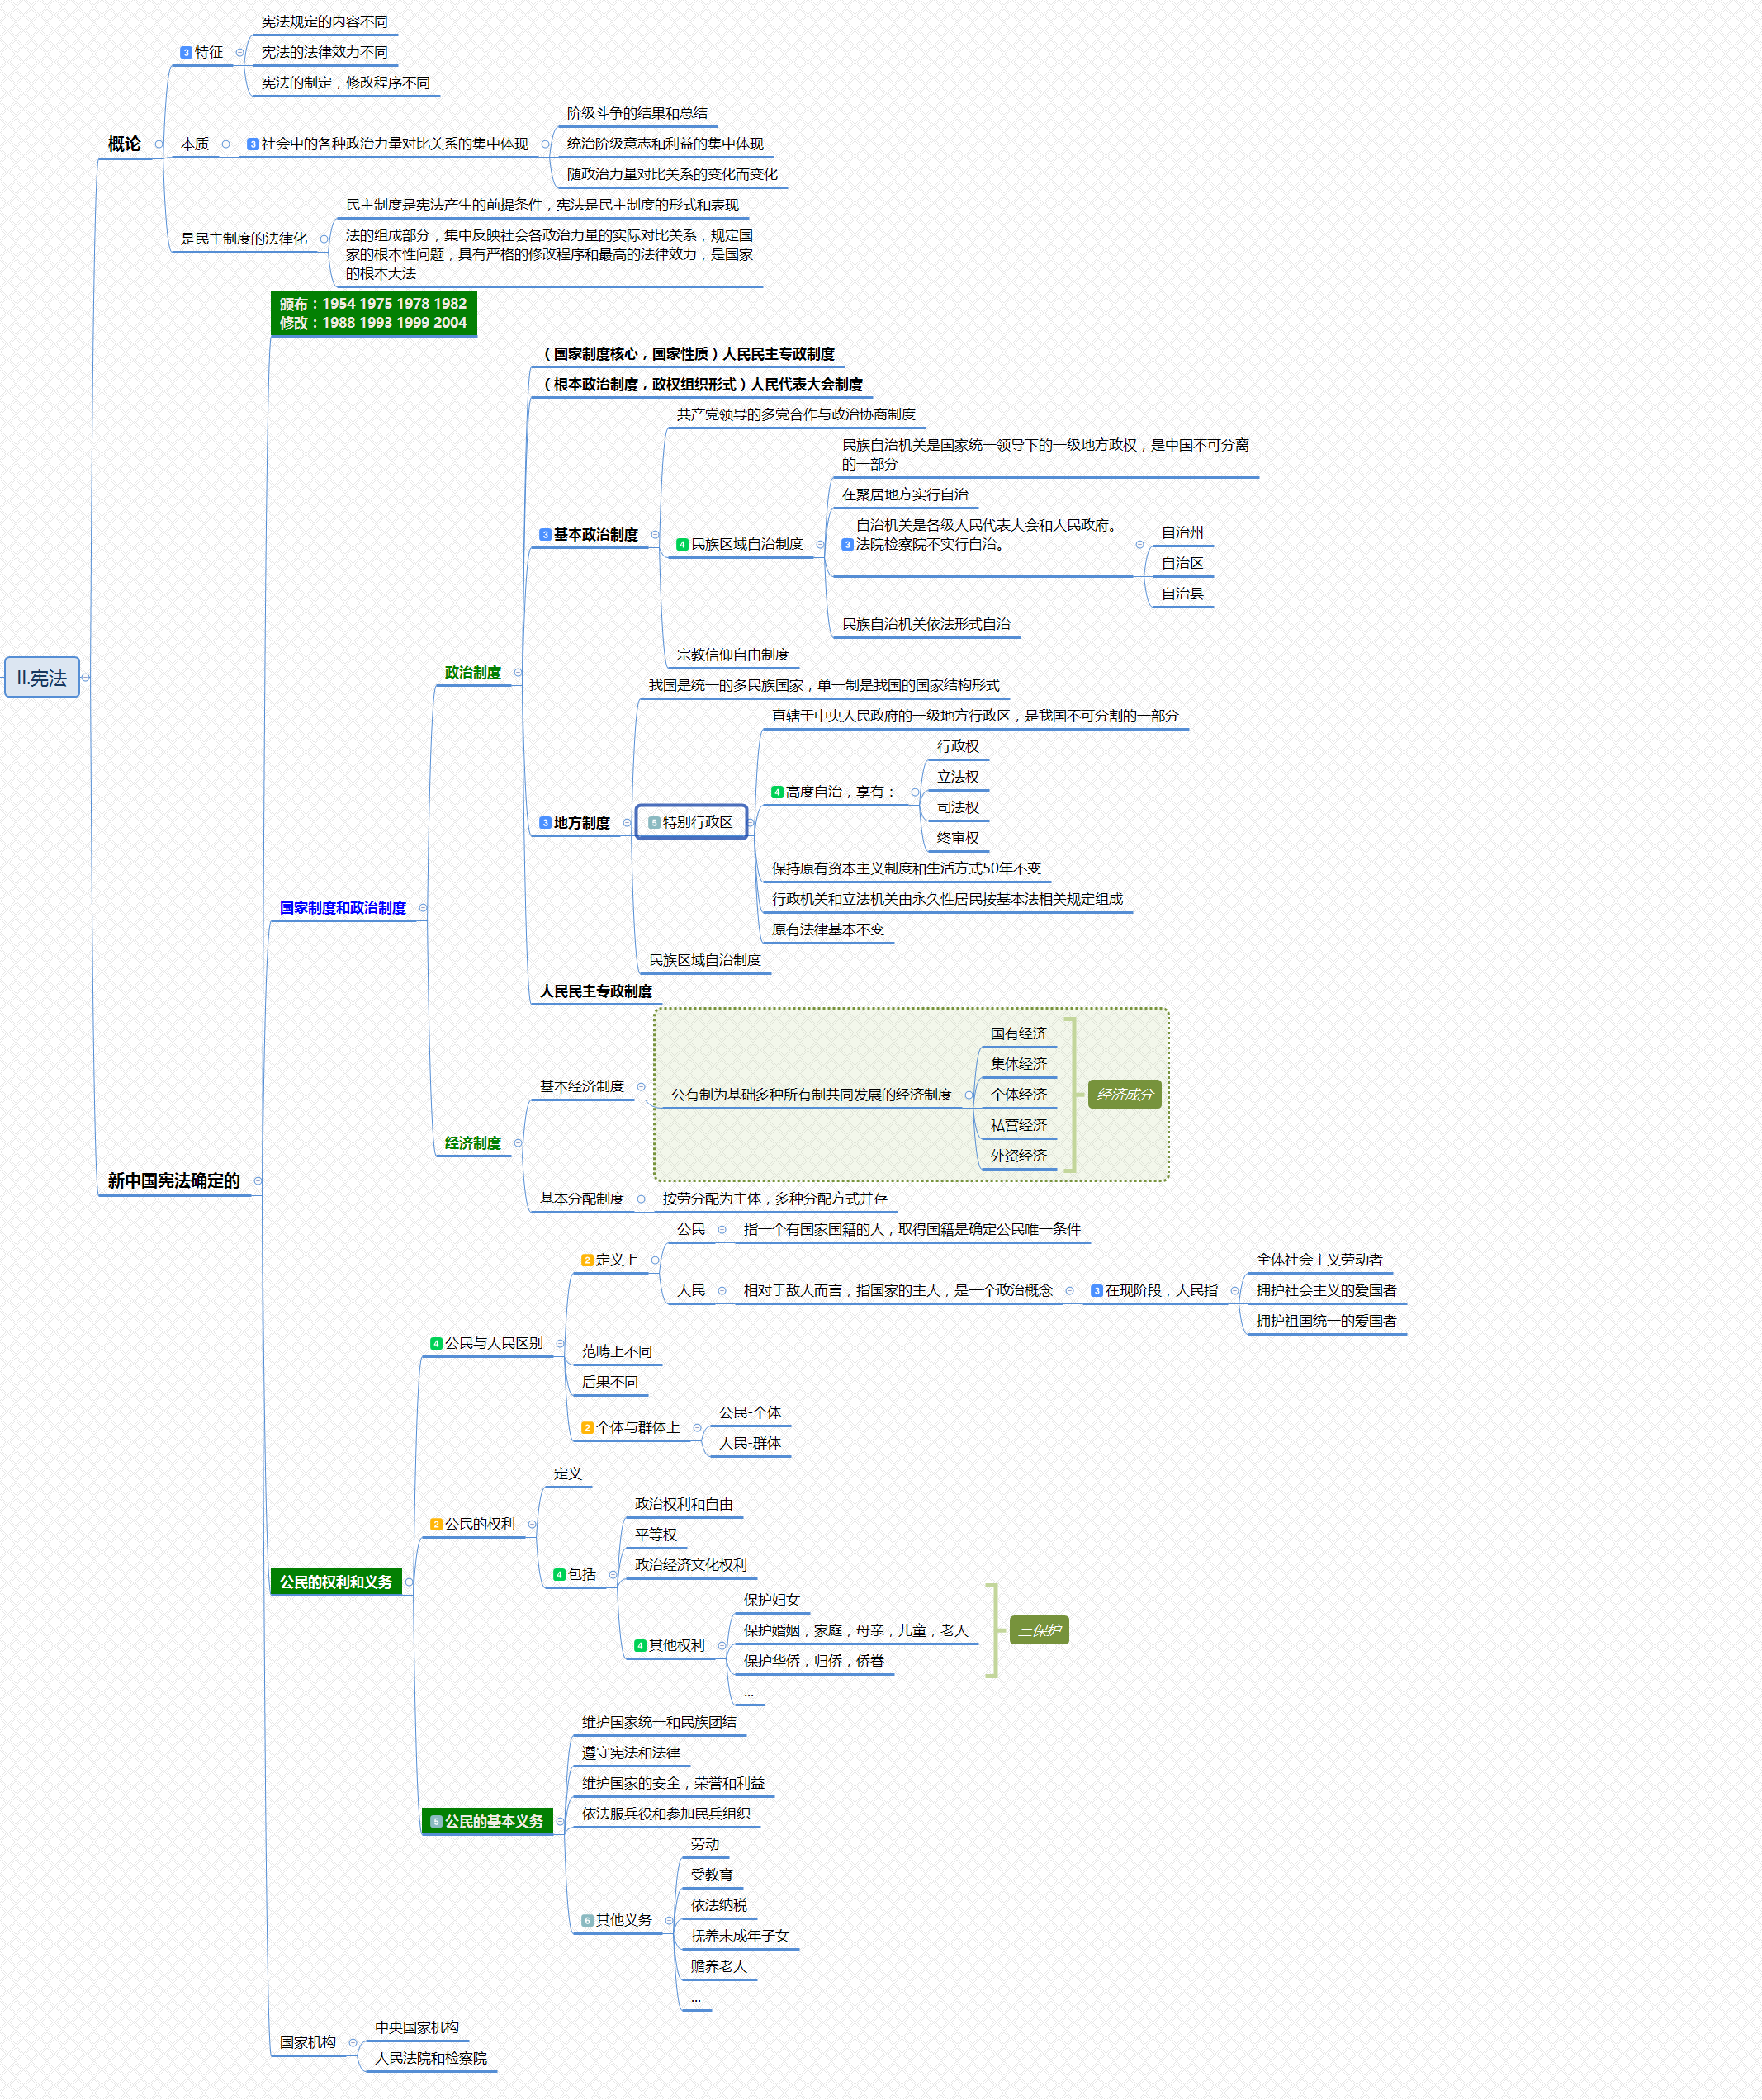 II.宪法
概论
3 特征
宪法规定的内容不同
宪法的法律效力不同
宪法的制定，修改程序不同
本质
3 社会中的各种政治力量对比关系的集中体现
阶级斗争的结果和总结
统治阶级意志和利益的集中体现
随政治力量对比关系的变化而变化
是民主制度的法律化
民主制度是宪法产生的前提条件，宪法是民主制度的形式和表现
法的组成部分，集中反映社会各政治力量的实际对比关系，规定国
家的根本性问题，具有严格的修改程序和最高的法律效力，是国家
的根本大法
新中国宪法确定的
颁布：1954 1975 1978 1982
修改：1988 1993 1999 2004
国家制度和政治制度
政治制度
（国家制度核心，国家性质）人民民主专政制度
（根本政治制度，政权组织形式）人民代表大会制度
3 基本政治制度
共产党领导的多党合作与政治协商制度
4 民族区域自治制度
民族自治机关是国家统一领导下的一级地方政权，是中国不可分离
的一部分
在聚居地方实行自治
自治机关是各级人民代表大会和人民政府。
3 法院检察院不实行自治。
自治州
自治区
自治县
民族自治机关依法形式自治
宗教信仰自由制度
3 地方制度
我国是统一的多民族国家，单一制是我国的国家结构形式
5 特别行政区
直辖于中央人民政府的一级地方行政区，是我国不可分割的一部分
4 高度自治，享有：
行政权
立法权
司法权
终审权
保持原有资本主义制度和生活方式50年不变
行政机关和立法机关由永久性居民按基本法相关规定组成
原有法律基本不变
民族区域自治制度
人民民主专政制度
经济制度
基本经济制度
公有制为基础多种所有制共同发展的经济制度
国有经济
集体经济
个体经济
私营经济
外资经济
经济成分
基本分配制度
按劳分配为主体，多种分配方式并存
公民的权利和义务
4 公民与人民区别
2 定义上
公民
指一个有国家国籍的人，取得国籍是确定公民唯一条件
人民
相对于敌人而言，指国家的主人，是一个政治概念
3 在现阶段，人民指
全体社会主义劳动者
拥护社会主义的爱国者
拥护祖国统一的爱国者
范畴上不同
后果不同
2 个体与群体上
公民-个体
人民-群体
2 公民的权利
定义
4 包括
政治权利和自由
平等权
政治经济文化权利
4 其他权利
保护妇女
保护婚姻，家庭，母亲，儿童，老人
保护华侨，归侨，侨眷
...
三保护
5 公民的基本义务
维护国家统一和民族团结
遵守宪法和法律
维护国家的安全，荣誉和利益
依法服兵役和参加民兵组织
6 其他义务
劳动
受教育
依法纳税
抚养未成年子女
赡养老人
...
国家机构
中央国家机构
人民法院和检察院